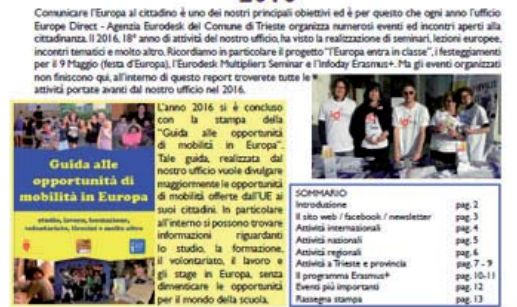 2016
Comunicare l'Europa al cittadino è uno dei nostri principali obiettivi ed è per questo che ogni anno l'ufficio
Europe Direct - Agenzia Eurodesk del Comune di Trieste organizza numerosi eventi ed incontri aperti alla
cittadinanza. Il 2016, 18° anno di attività del nostro ufficio, ha visto la realizzazione di seminari, lezioni europee,
incontri tematici e molto altro. Ricordiamo in particolare il progetto "l'Europa entra in classe", i festeggiamenti
per il 9 Maggio (festa d'Europa), l'Eurodesk Multipliers Seminar e l'Infoday Erasmus+. Ma gli eventi organizzati
non finiscono qui, all'interno di questo report troverete tutte le
attività portate avanti dal nostro ufficio nel 2016.
Guida alle
opportunità di
mobilità in Europa
studio, lavoro, formazione,
volontariato, tirocini e molto altro
L'anno 2016 si è concluso
con la stampa della
"Guida alle opportunità
di mobilità in Europa".
Tale guida, realizzata dal
nostro ufficio vuole divulgare
maggiormente le opportunità
di mobilità offerte dall'UE ai
suoi cittadini. In particolare
all'interno si possono trovare
informazioni riguardanti
lo studio, la formazione,
il volontariato, il lavoro e
gli stage in Europa, senza
dimenticare le opportunità
per il mondo della scuola.
SOMMARIO
Introduzione pag. 2
Il sito web / facebook / newsletter pag. 3
Attività internazionali pag. 4
Attività nazionali pag. 5
Attività regionali pag. 6
Attività a Trieste e provincia pag. 7 - 9
Il programma Erasmus+ pag. 10-11
Eventi più importanti pag. 12
Rassegna stampa pag. 13